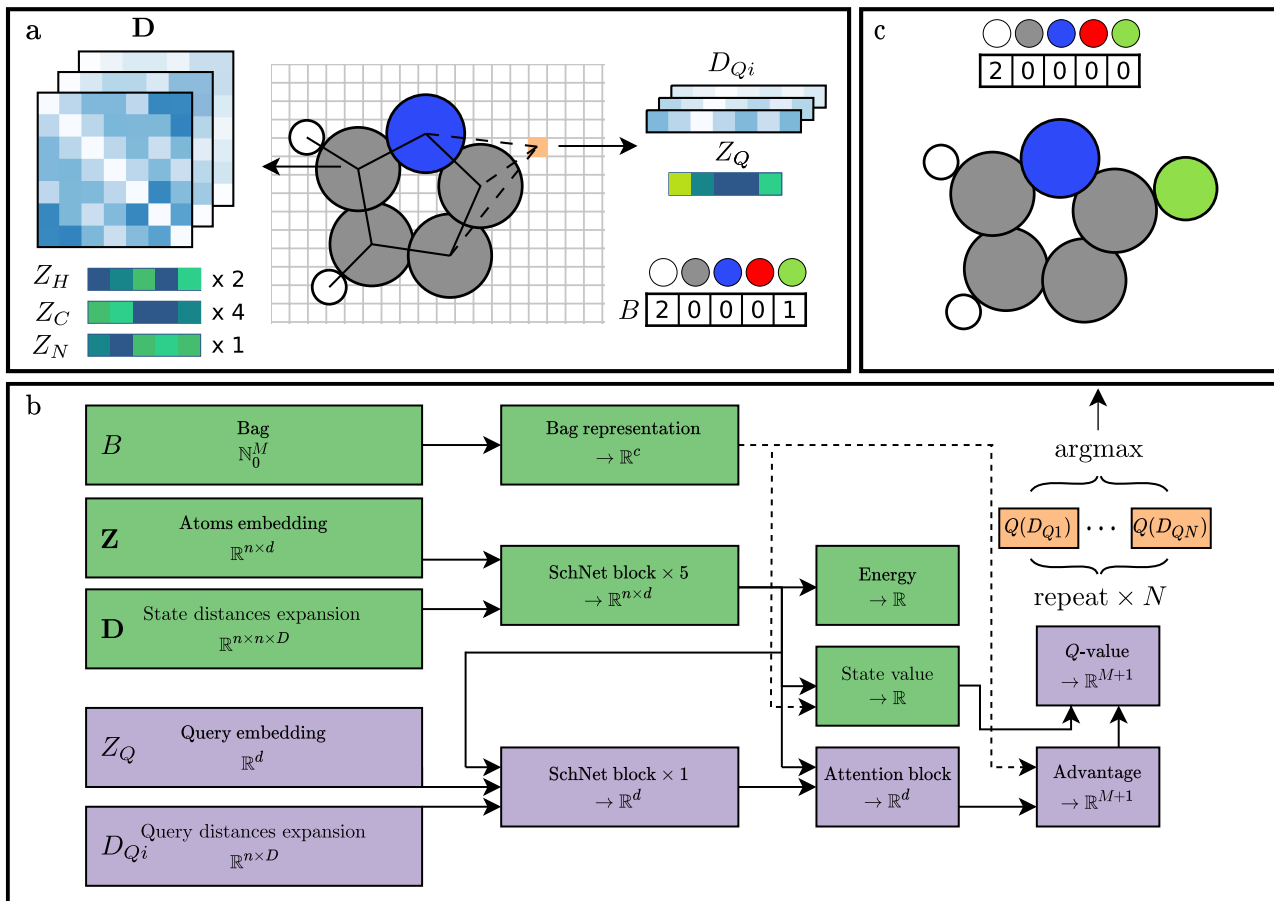 a
D
Z_H
x 2
Z_C
x 4
Z_N
x 1
D_{Qi}
Z_Q
B
2 0 0 0 1
c
2 0 0 0 0
b
B
Bag
ℕ_0^M
Bag representation
→ ℝ^c
Z
Atoms embedding
ℝ^{n×d}
D
State distances expansion
ℝ^{n×n×D}
SchNet block × 5
→ ℝ^{n×d}
Energy
→ ℝ
State value
→ ℝ
Z_Q
Query embedding
ℝ^d
D_{Qi}
Query distances expansion
ℝ^{n×D}
SchNet block × 1
→ ℝ^d
Attention block
→ ℝ^d
Advantage
→ ℝ^{M+1}
Q-value
→ ℝ^{M+1}
repeat × N
Q(D_{Q1}) ··· Q(D_{QN})
argmax